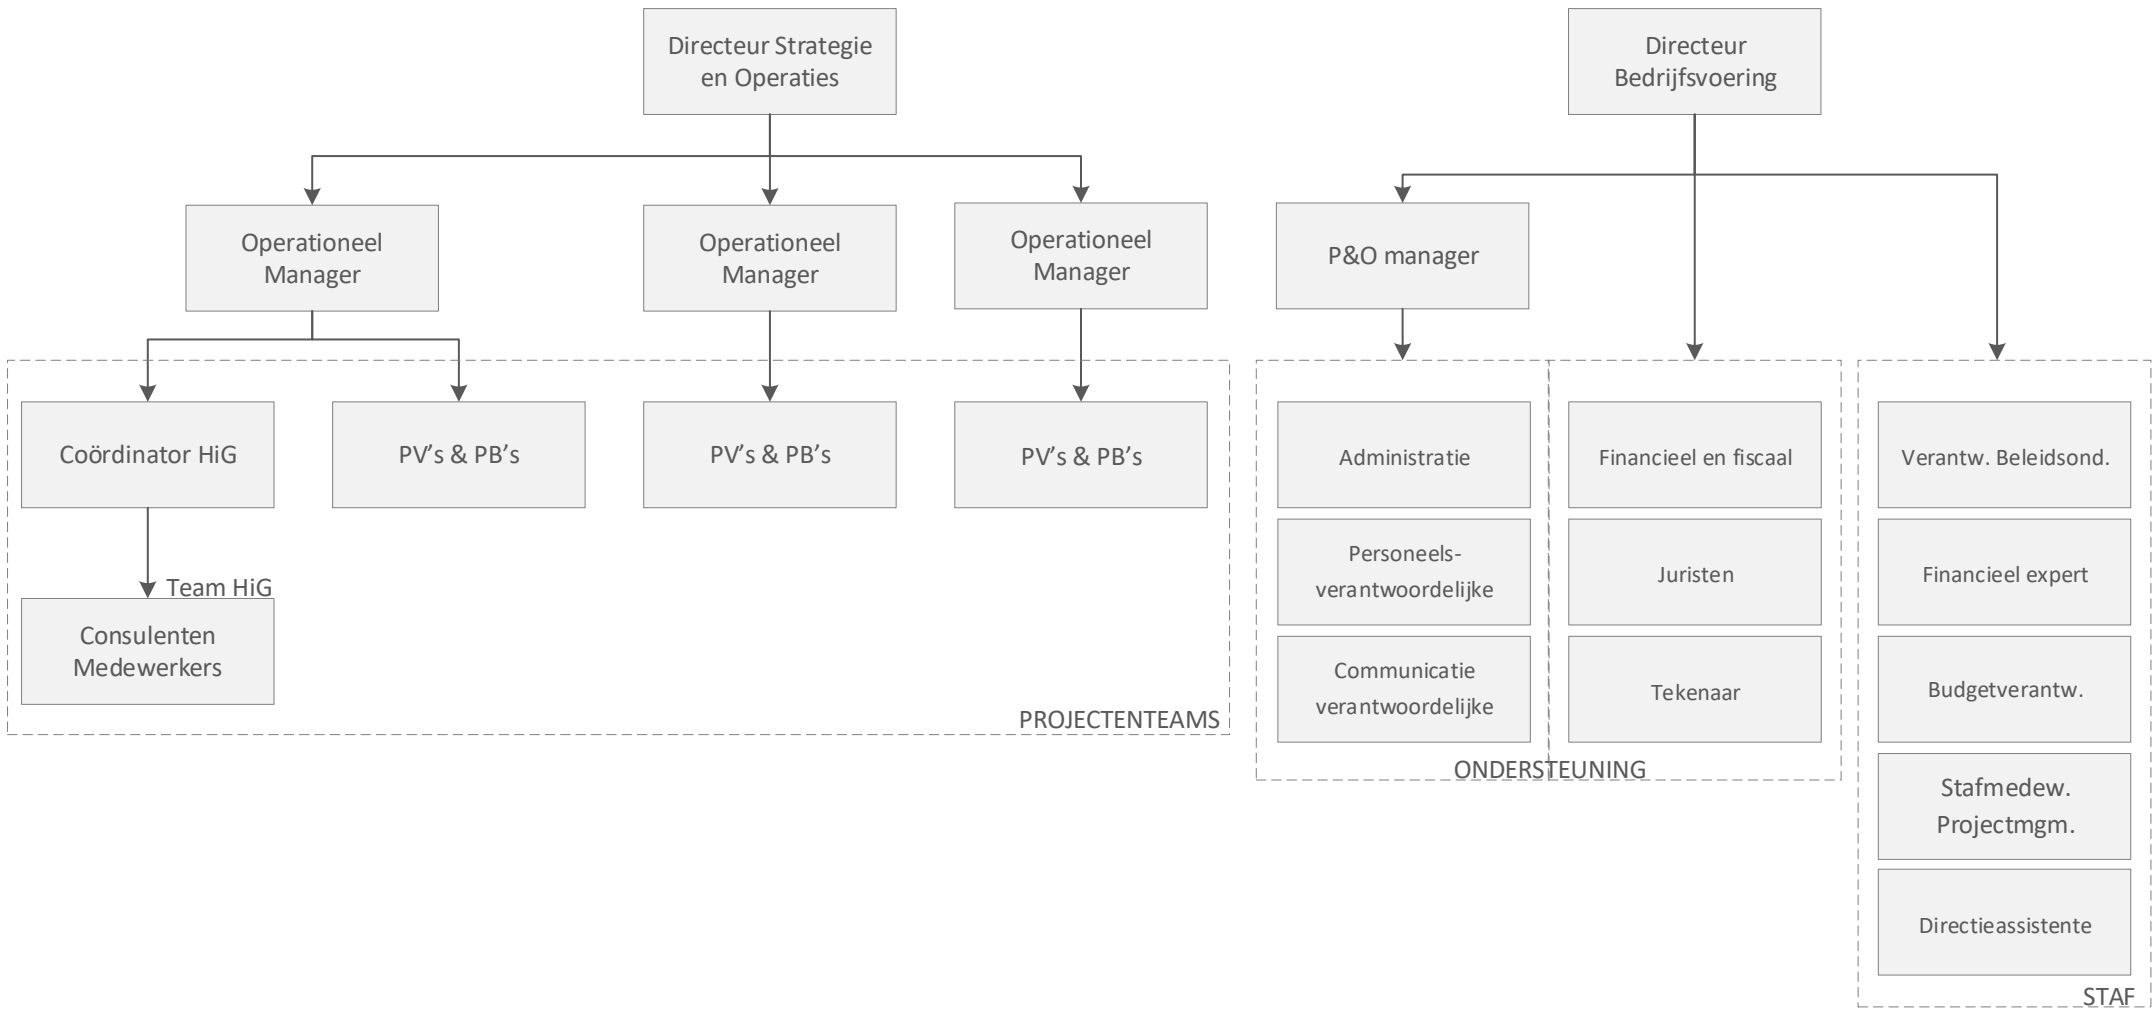 Directeur Strategie
en Operaties
Directeur
Bedrijfsvoering
Operationeel
Manager
Operationeel
Manager
Operationeel
Manager
P&O manager
Coördinator HiG
PV’s & PB’s
PV’s & PB’s
PV’s & PB’s
Team HiG
Consulenten
Medewerkers
PROJECTENTEAMS
Administratie
Personeels-
verantwoordelijke
Communicatie
verantwoordelijke
Financieel en fiscaal
Juristen
Tekenaar
ONDERSTEUNING
Verantw. Beleidsond.
Financieel expert
Budgetverantw.
Stafmedew.
Projectmgm.
Directieassistente
STAF